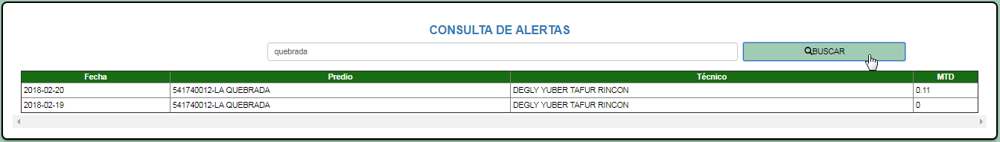 CONSULTA DE ALERTAS
quebrada BUSCAR
Fecha Predio Técnico MTD
2018-02-20 541740012-LA QUEBRADA DEGLY YUBER TAFUR RINCON 0.11
2018-02-19 541740012-LA QUEBRADA DEGLY YUBER TAFUR RINCON 0